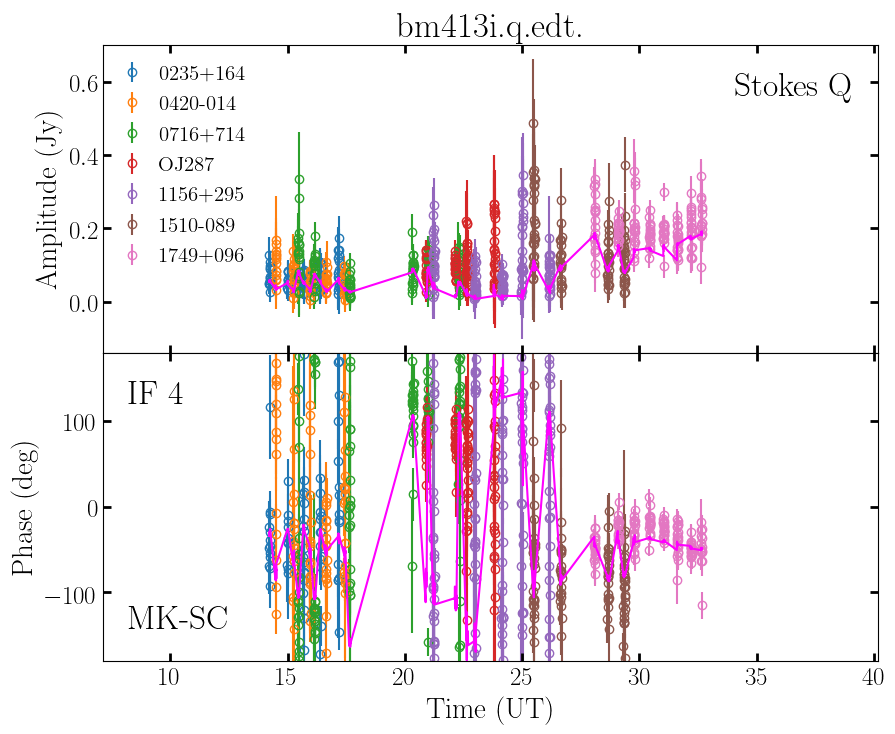 bm413i.q.edt.
Stokes Q
0235+164
0420-014
0716+714
OJ287
1156+295
1510-089
1749+096
Amplitude (Jy)
0.6
0.4
0.2
0.0
IF 4
MK-SC
Phase (deg)
100
0
−100
10 15 20 25 30 35 40
Time (UT)